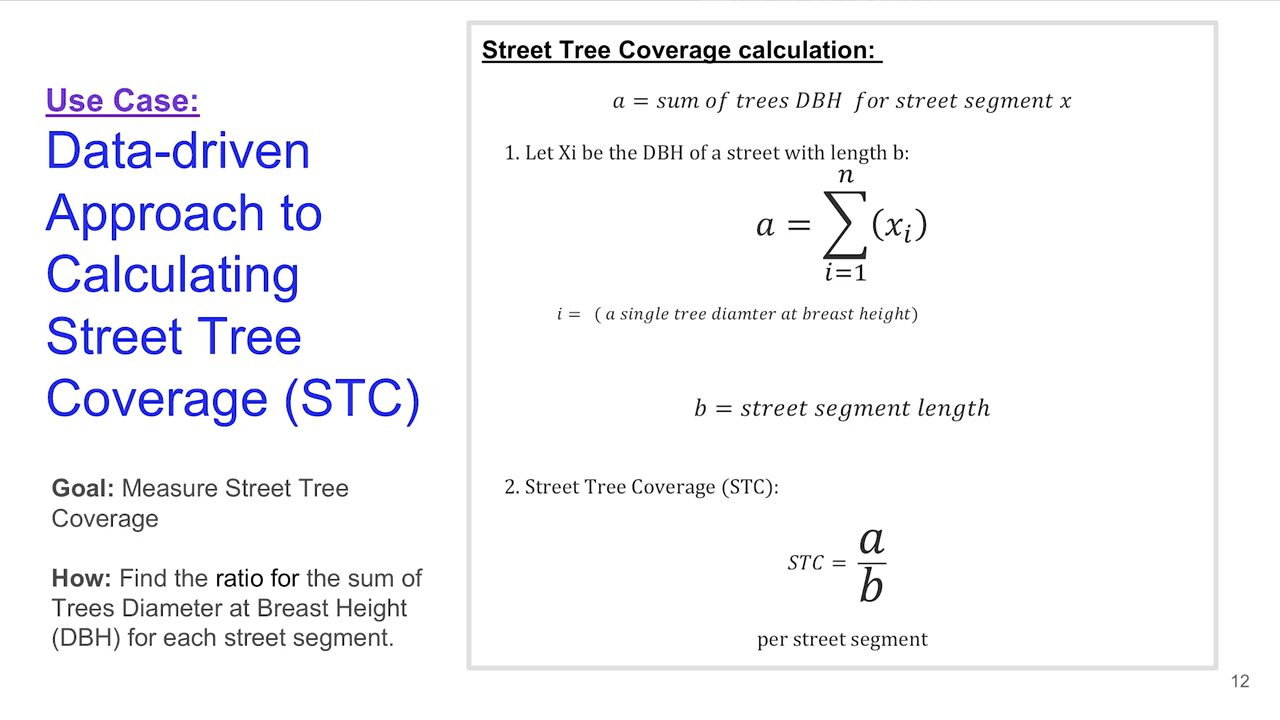 Use Case:
Data-driven
Approach to
Calculating
Street Tree
Coverage (STC)
Goal: Measure Street Tree
Coverage
How: Find the ratio for the sum of
Trees Diameter at Breast Height
(DBH) for each street segment.
Street Tree Coverage calculation:
a = sum of trees DBH for street segment x
1. Let Xi be the DBH of a street with length b:
n
a = ∑(xᵢ)
i=1
i = ( a single tree diamter at breast height)
b = street segment length
2. Street Tree Coverage (STC):
a
STC =
b
per street segment
12